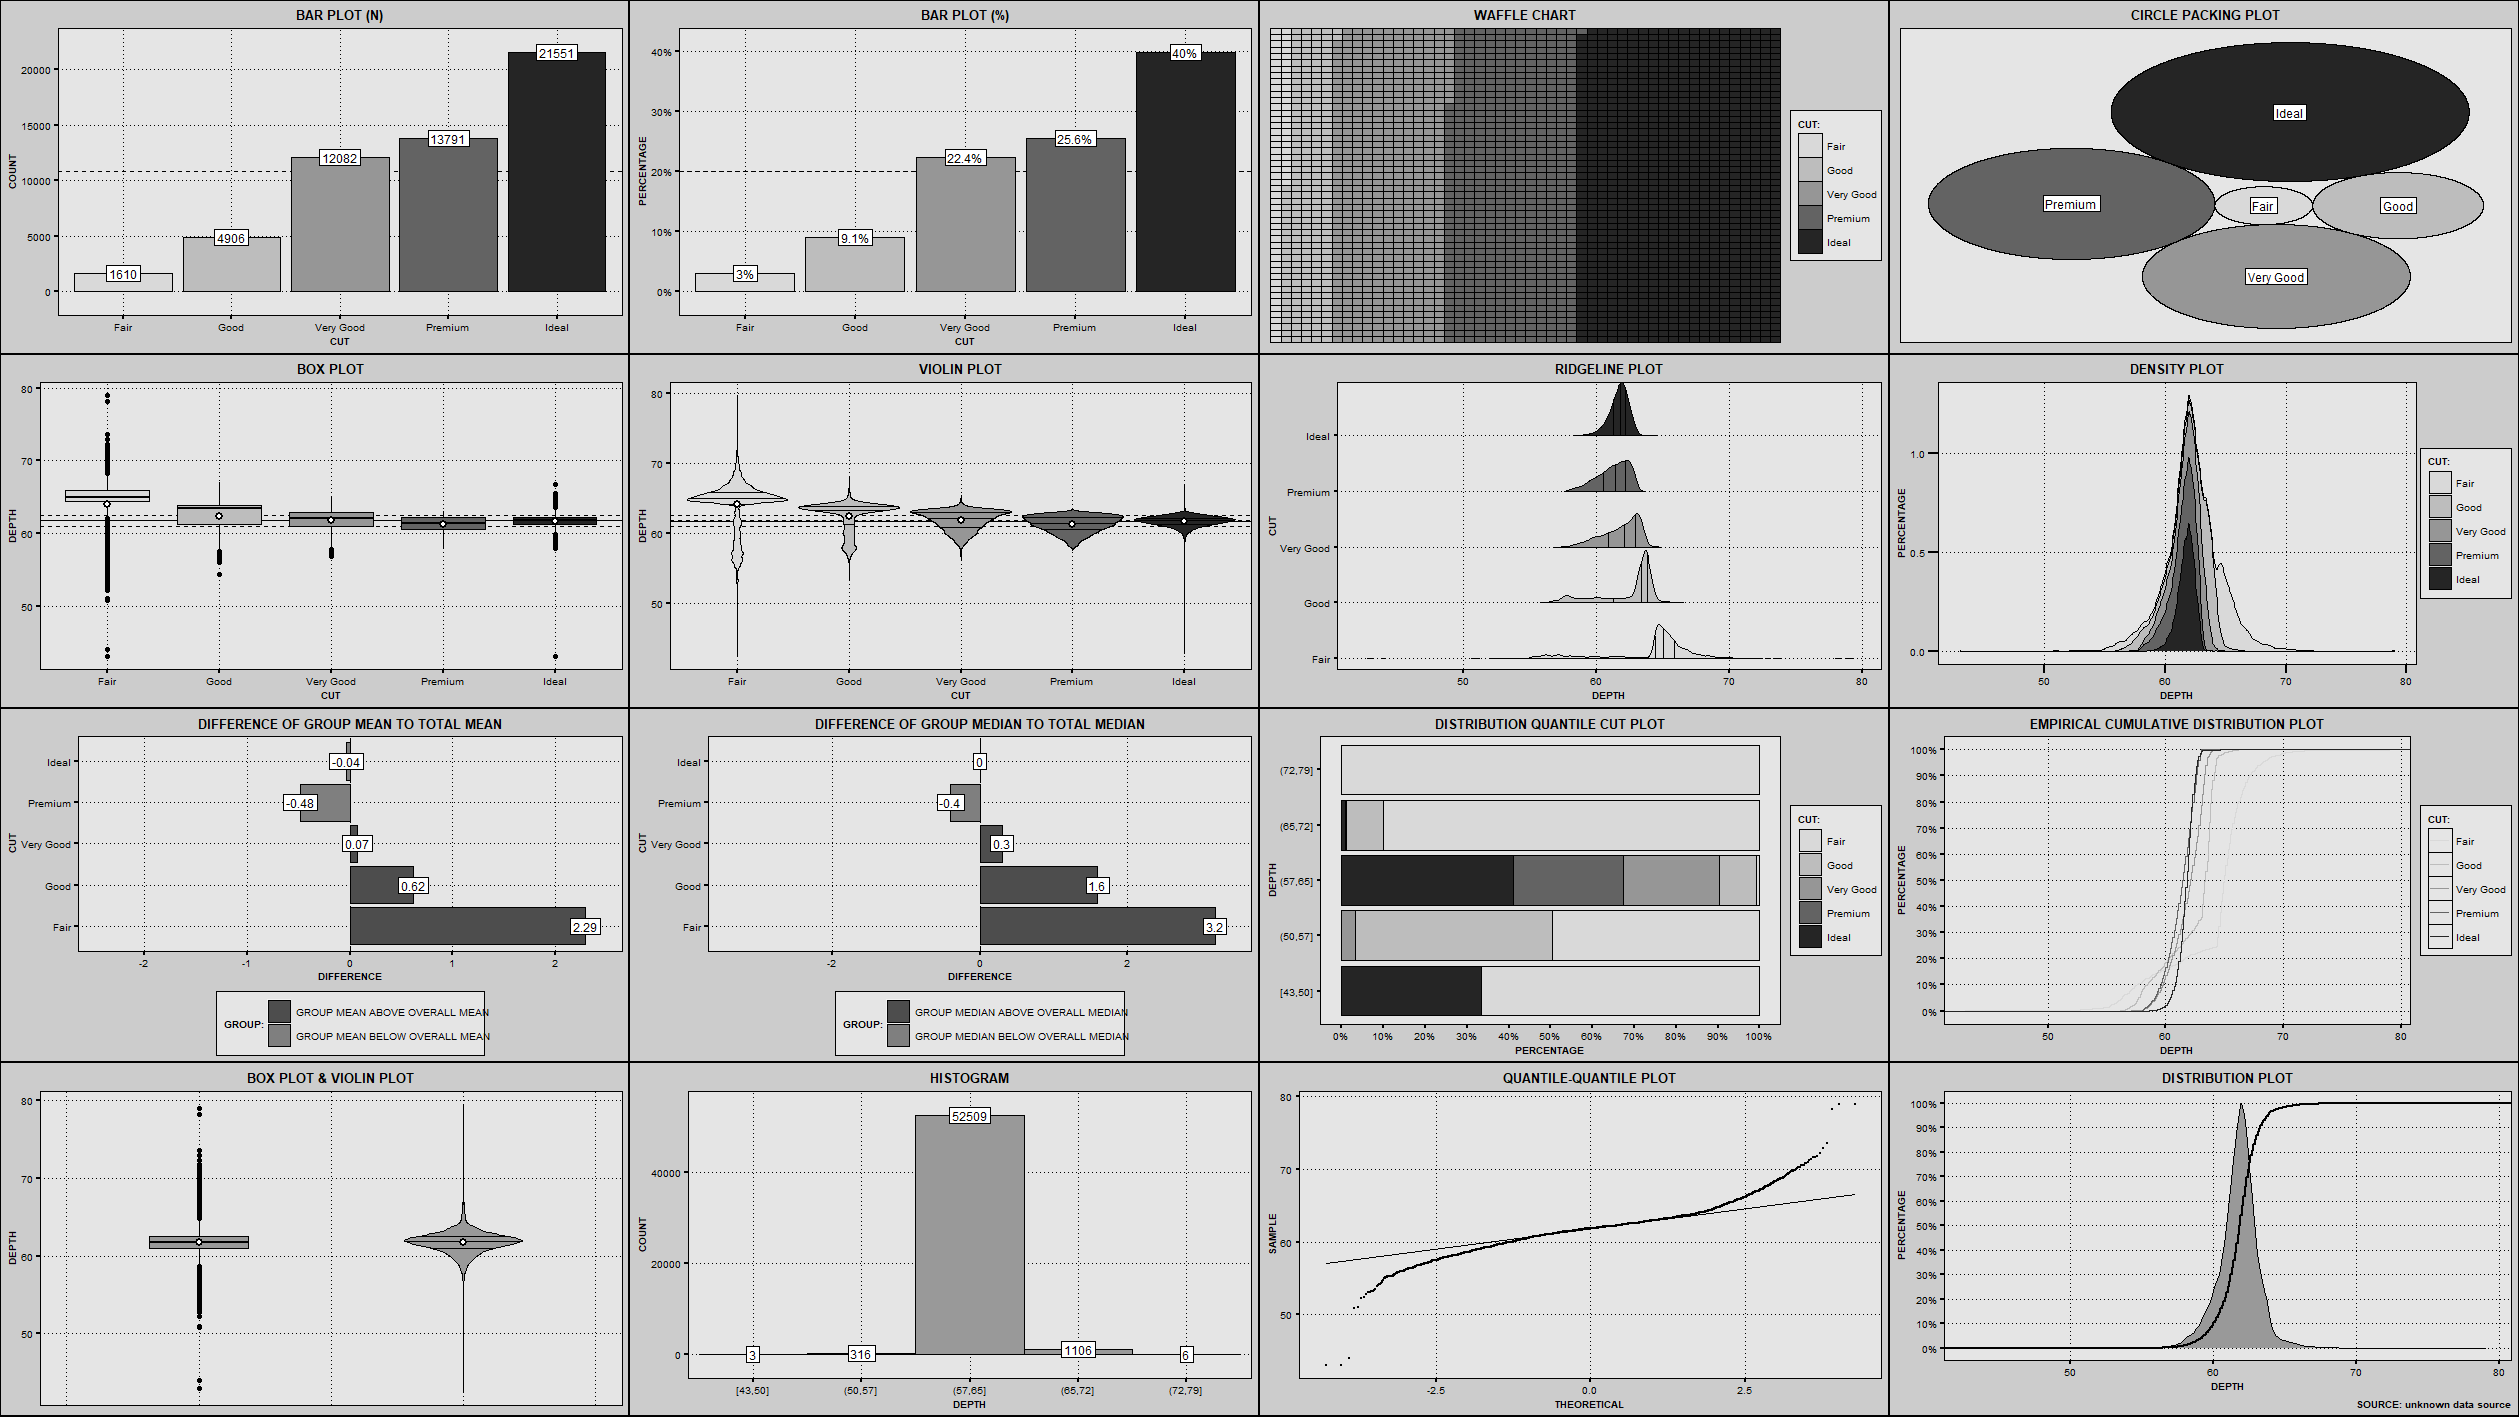 BAR PLOT (N)
COUNT
20000
15000
10000
5000
0
1610
4906
12082
13791
21551
Fair
Good
Very Good
Premium
Ideal
CUT
BAR PLOT (%)
PERCENTAGE
40%
30%
20%
10%
0%
3%
9.1%
22.4%
25.6%
40%
Fair
Good
Very Good
Premium
Ideal
CUT
WAFFLE CHART
CUT:
Fair
Good
Very Good
Premium
Ideal
CIRCLE PACKING PLOT
Ideal
Premium
Fair
Good
Very Good
BOX PLOT
DEPTH
80
70
60
50
Fair
Good
Very Good
Premium
Ideal
CUT
VIOLIN PLOT
DEPTH
80
70
60
50
Fair
Good
Very Good
Premium
Ideal
CUT
RIDGELINE PLOT
CUT
Ideal
Premium
Very Good
Good
Fair
50
60
70
80
DEPTH
DENSITY PLOT
PERCENTAGE
1.0
0.5
0.0
50
60
70
80
DEPTH
CUT:
Fair
Good
Very Good
Premium
Ideal
DIFFERENCE OF GROUP MEAN TO TOTAL MEAN
CUT
Ideal
Premium
Very Good
Good
Fair
-0.04
-0.48
0.07
0.62
2.29
-2
-1
0
1
2
DIFFERENCE
GROUP:
GROUP MEAN ABOVE OVERALL MEAN
GROUP MEAN BELOW OVERALL MEAN
DIFFERENCE OF GROUP MEDIAN TO TOTAL MEDIAN
CUT
Ideal
Premium
Very Good
Good
Fair
0
-0.4
0.3
1.6
3.2
-2
0
2
DIFFERENCE
GROUP:
GROUP MEDIAN ABOVE OVERALL MEDIAN
GROUP MEDIAN BELOW OVERALL MEDIAN
DISTRIBUTION QUANTILE CUT PLOT
DEPTH
(72,79]
(65,72]
(57,65]
(50,57]
[43,50]
0%
10%
20%
30%
40%
50%
60%
70%
80%
90%
100%
PERCENTAGE
CUT:
Fair
Good
Very Good
Premium
Ideal
EMPIRICAL CUMULATIVE DISTRIBUTION PLOT
PERCENTAGE
100%
90%
80%
70%
60%
50%
40%
30%
20%
10%
0%
50
60
70
80
DEPTH
CUT:
Fair
Good
Very Good
Premium
Ideal
BOX PLOT & VIOLIN PLOT
DEPTH
80
70
60
50
HISTOGRAM
COUNT
40000
20000
0
3
316
52509
1106
6
[43,50]
(50,57]
(57,65]
(65,72]
(72,79]
DEPTH
QUANTILE-QUANTILE PLOT
SAMPLE
80
70
60
50
-2.5
0.0
2.5
THEORETICAL
DISTRIBUTION PLOT
PERCENTAGE
100%
90%
80%
70%
60%
50%
40%
30%
20%
10%
0%
50
60
70
80
DEPTH
SOURCE: unknown data source